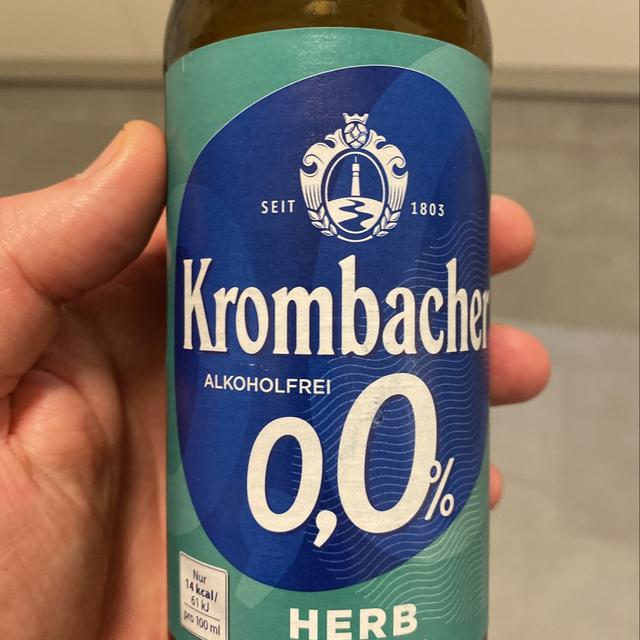 SEIT 1803
Krombacher
ALKOHOLFREI
0,0%
Nur
14 kcal/
61 kJ
pro 100 ml
HERB